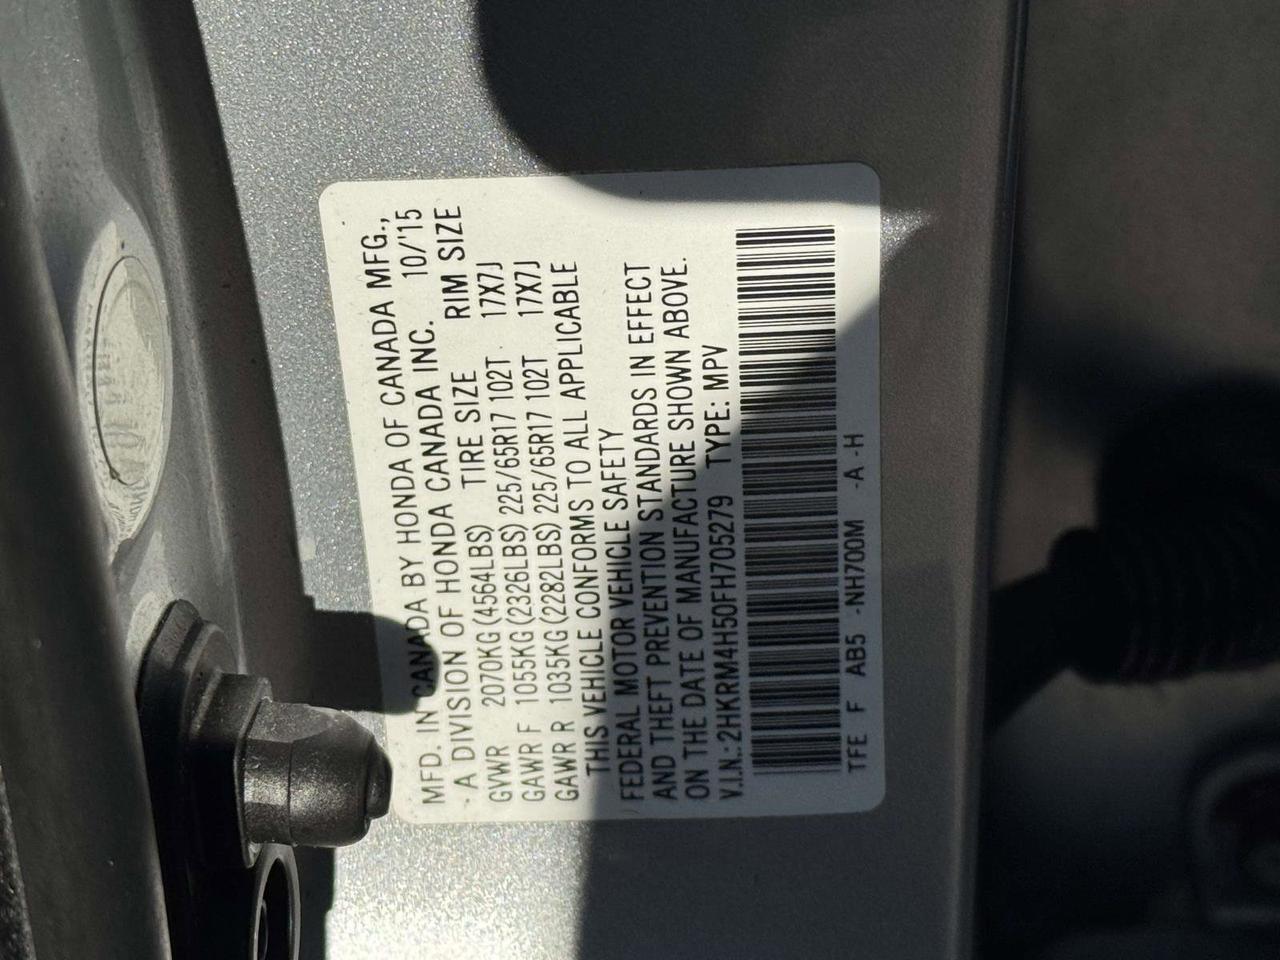 MFD. IN CANADA BY HONDA OF CANADA MFG.,
- A DIVISION OF HONDA CANADA INC. 10/'15
GVWR 2070KG(4564LBS) TIRE SIZE RIM SIZE
GAWR F 1055KG(2326LBS) 225/65R17 102T 17X7J
GAWR R 1035KG(2282LBS) 225/65R17 102T 17X7J
THIS VEHICLE CONFORMS TO ALL APPLICABLE
FEDERAL MOTOR VEHICLE SAFETY
AND THEFT PREVENTION STANDARDS IN EFFECT
ON THE DATE OF MANUFACTURE SHOWN ABOVE.
V.I.N.: 2HKRM4H50FH705279 TYPE: MPV
TFE F AB5 -NH700M -A -H